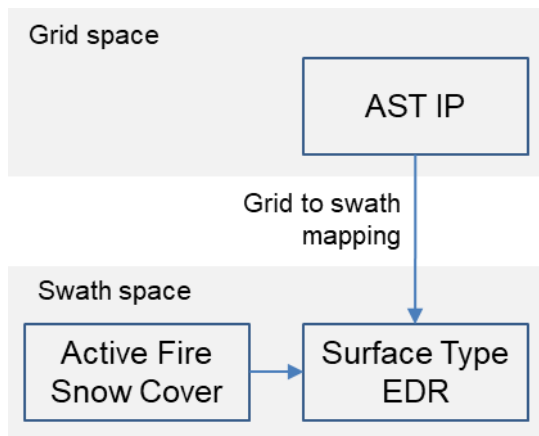 Grid space
AST IP
Grid to swath
mapping
Swath space
Active Fire
Snow Cover
Surface Type
EDR